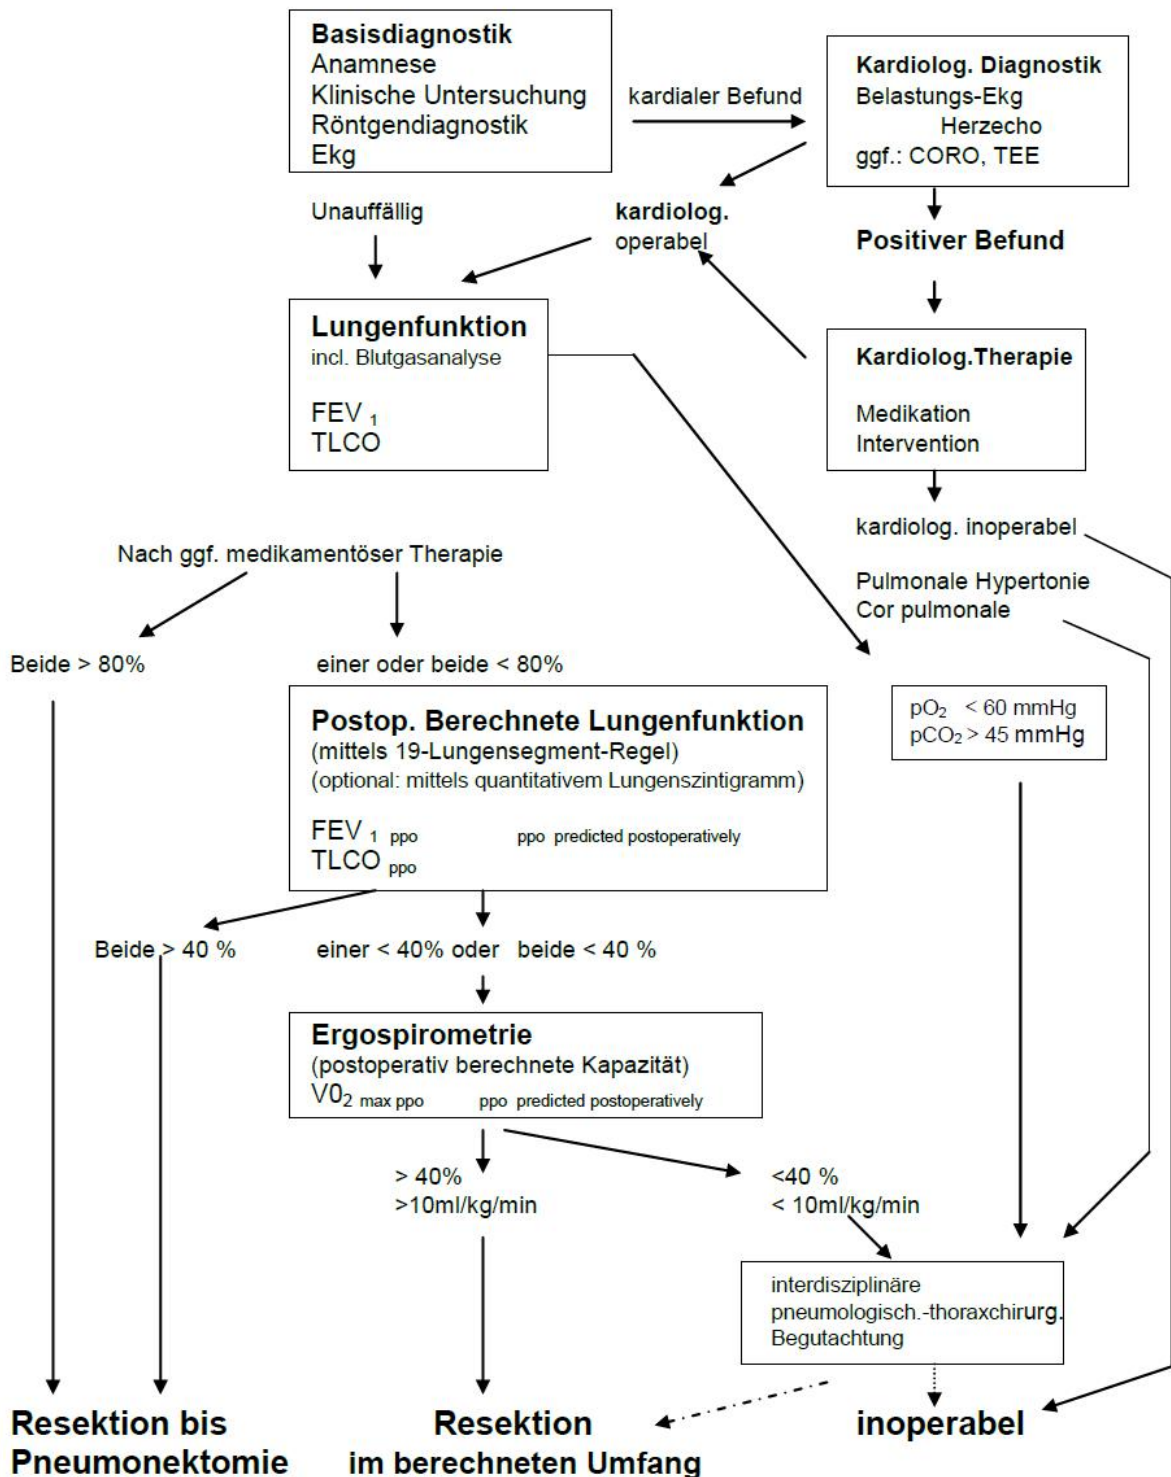 Basisdiagnostik
Anamnese
Klinische Untersuchung
Röntgendiagnostik
Ekg
kardialer Befund
Kardiolog. Diagnostik
Belastungs-Ekg
Herzecho
ggf.: CORO, TEE
Unauffällig
kardiolog.
operabel
Positiver Befund
Lungenfunktion
incl. Blutgasanalyse
FEV 1
TLCO
Kardiolog.Therapie
Medikation
Intervention
kardiolog. inoperabel
Pulmonale Hypertonie
Cor pulmonale
Nach ggf. medikamentöser Therapie
Beide > 80%
einer oder beide < 80%
Postop. Berechnete Lungenfunktion
(mittels 19-Lungensegment-Regel)
(optional: mittels quantitativem Lungenszintigramm)
FEV 1 ppo ppo predicted postoperatively
TLCO ppo
pO2 < 60 mmHg
pCO2 > 45 mmHg
Beide > 40 %
einer < 40% oder beide < 40 %
Ergospirometrie
(postoperativ berechnete Kapazität)
V02 max ppo ppo predicted postoperatively
> 40%
>10ml/kg/min
<40 %
< 10ml/kg/min
interdisziplinäre
pneumologisch.-thoraxchirurg.
Begutachtung
Resektion bis
Pneumonektomie
Resektion
im berechneten Umfang
inoperabel